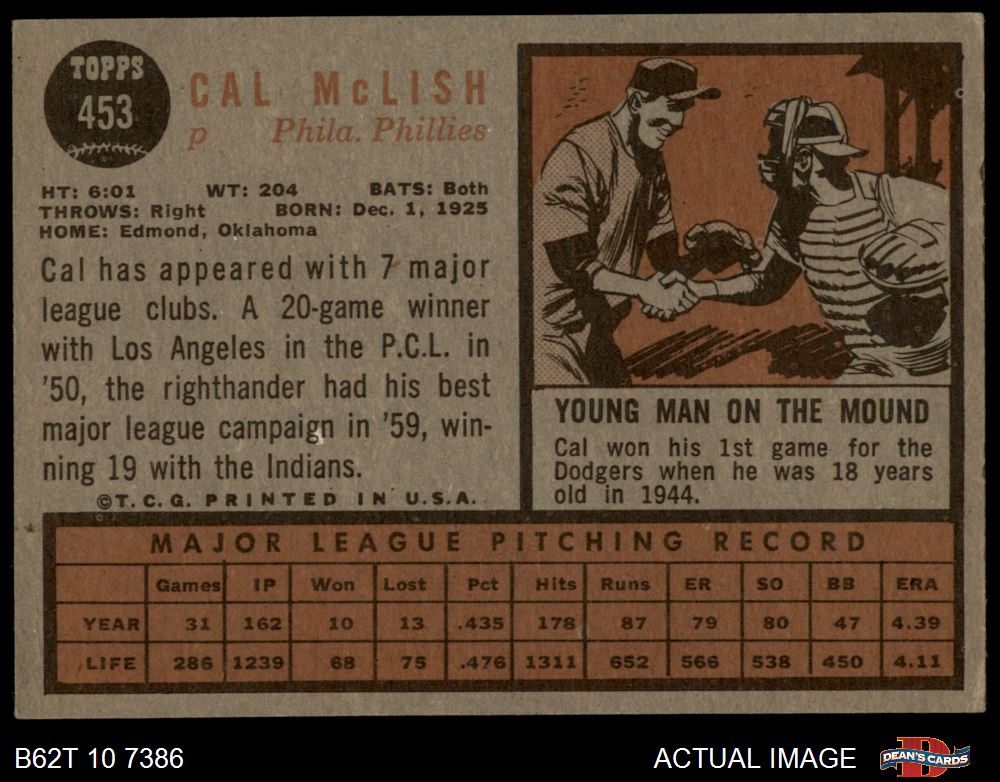 TOPPS
453
CAL McLISH
p Phila. Phillies
HT: 6:01 WT: 204 BATS: Both
THROWS: Right BORN: Dec. 1, 1925
HOME: Edmond, Oklahoma
Cal has appeared with 7 major
league clubs. A 20-game winner
with Los Angeles in the P.C.L. in
'50, the righthander had his best
major league campaign in '59, win-
ning 19 with the Indians.
©T.C.G. PRINTED IN U.S.A.
YOUNG MAN ON THE MOUND
Cal won his 1st game for the
Dodgers when he was 18 years
old in 1944.
MAJOR LEAGUE PITCHING RECORD
Games IP Won Lost Pct Hits Runs ER SO BB ERA
YEAR 31 162 10 13 .435 178 87 79 80 47 4.39
LIFE 286 1239 68 75 .476 1311 652 566 538 450 4.11
B62T 10 7386 ACTUAL IMAGE DEAN'S CARDS